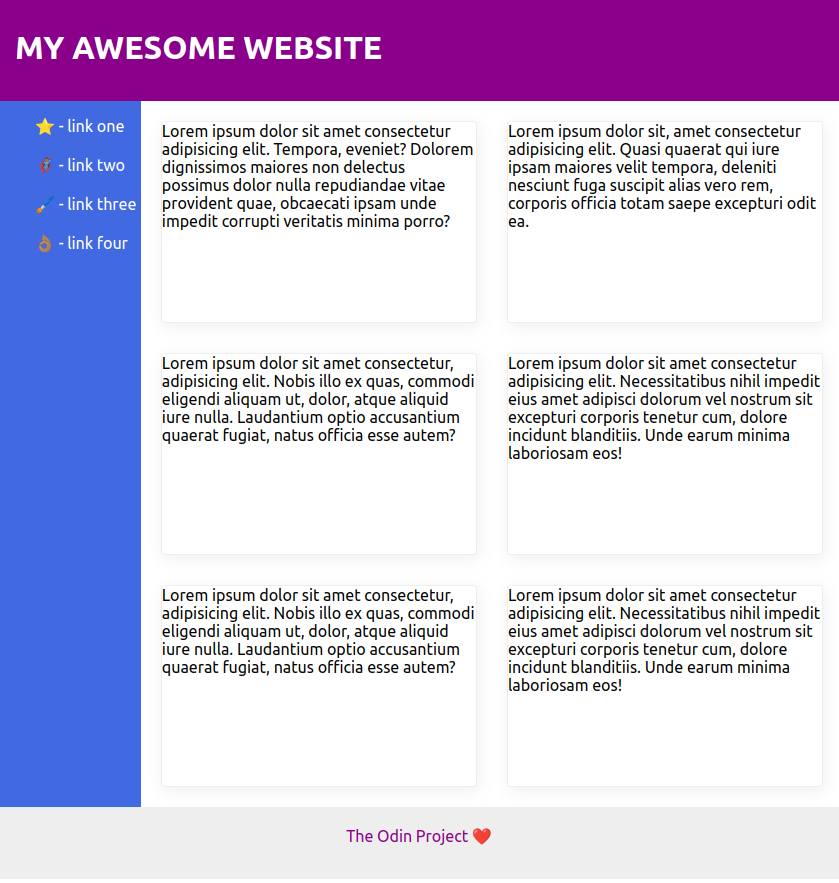 MY AWESOME WEBSITE
⭐ - link one
🦸🏽‍♂️ - link two
🖌️ - link three
👌🏽 - link four
Lorem ipsum dolor sit amet consectetur
adipisicing elit. Tempora, eveniet? Dolorem
dignissimos maiores non delectus
possimus dolor nulla repudiandae vitae
provident quae, obcaecati ipsam unde
impedit corrupti veritatis minima porro?
Lorem ipsum dolor sit, amet consectetur
adipisicing elit. Quasi quaerat qui iure
ipsam maiores velit tempora, deleniti
nesciunt fuga suscipit alias vero rem,
corporis officia totam saepe excepturi odit
ea.
Lorem ipsum dolor sit amet consectetur,
adipisicing elit. Nobis illo ex quas, commodi
eligendi aliquam ut, dolor, atque aliquid
iure nulla. Laudantium optio accusantium
quaerat fugiat, natus officia esse autem?
Lorem ipsum dolor sit amet consectetur
adipisicing elit. Necessitatibus nihil impedit
eius amet adipisci dolorum vel nostrum sit
excepturi corporis tenetur cum, dolore
incidunt blanditiis. Unde earum minima
laboriosam eos!
Lorem ipsum dolor sit amet consectetur,
adipisicing elit. Nobis illo ex quas, commodi
eligendi aliquam ut, dolor, atque aliquid
iure nulla. Laudantium optio accusantium
quaerat fugiat, natus officia esse autem?
Lorem ipsum dolor sit amet consectetur
adipisicing elit. Necessitatibus nihil impedit
eius amet adipisci dolorum vel nostrum sit
excepturi corporis tenetur cum, dolore
incidunt blanditiis. Unde earum minima
laboriosam eos!
The Odin Project ❤️